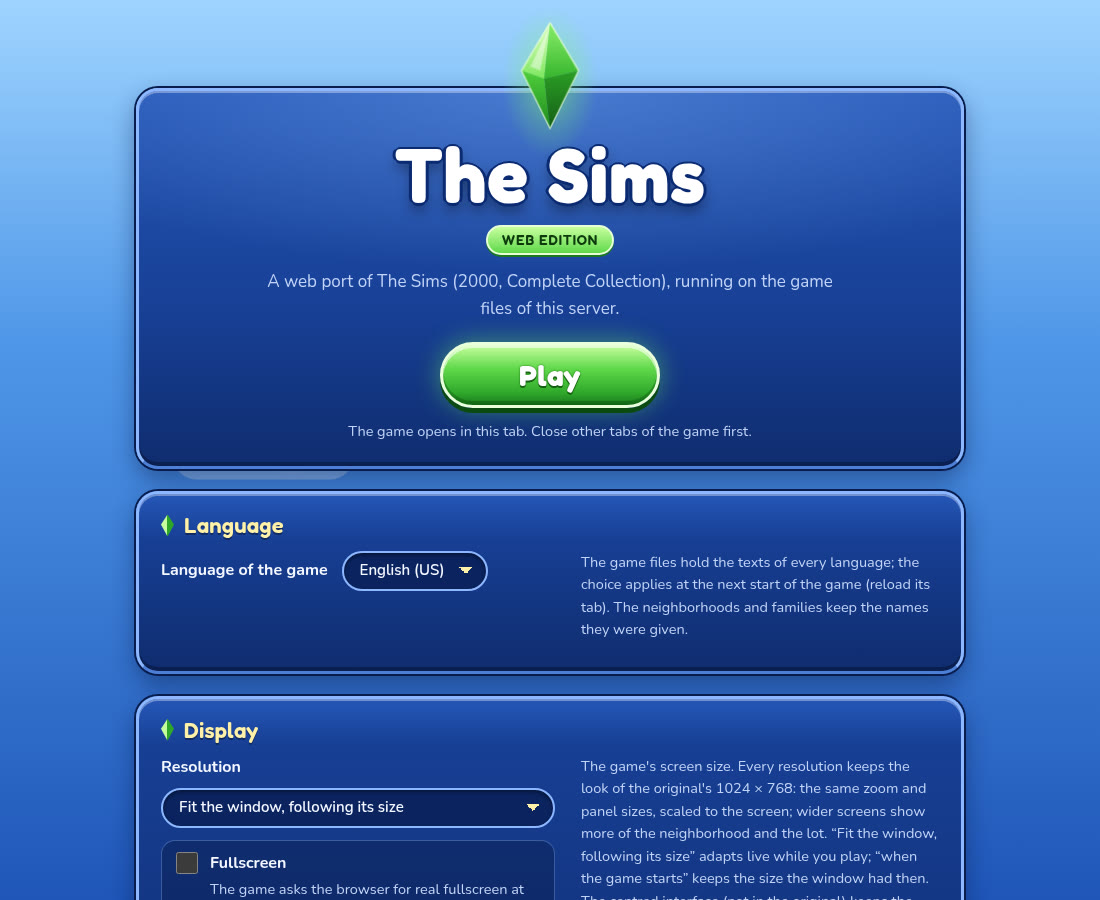 The Sims
WEB EDITION
A web port of The Sims (2000, Complete Collection), running on the game
files of this server.
Play
The game opens in this tab. Close other tabs of the game first.
Language
Language of the game
English (US)
The game files hold the texts of every language; the
choice applies at the next start of the game (reload its
tab). The neighborhoods and families keep the names
they were given.
Display
Resolution
Fit the window, following its size
Fullscreen
The game asks the browser for real fullscreen at
The game's screen size. Every resolution keeps the
look of the original's 1024 × 768: the same zoom and
panel sizes, scaled to the screen; wider screens show
more of the neighborhood and the lot. “Fit the window,
following its size” adapts live while you play; “when
the game starts” keeps the size the window had then.